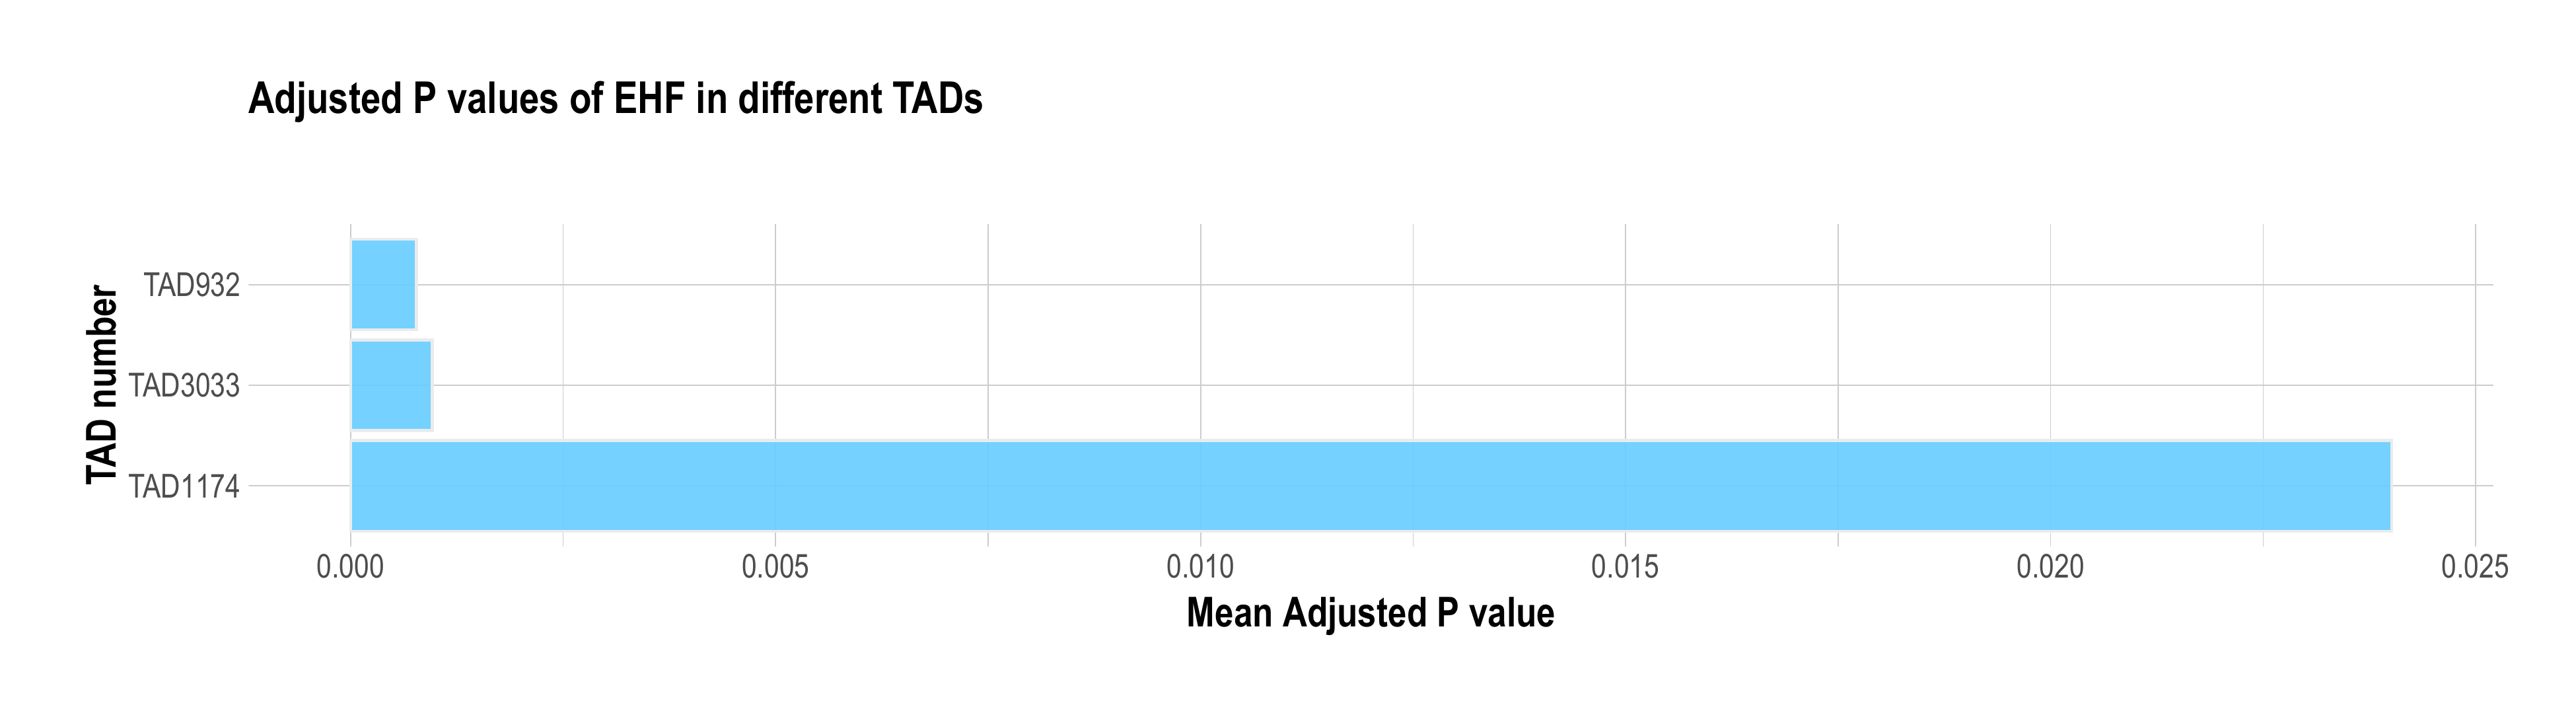 Adjusted P values of EHF in different TADs
TAD number
TAD932
TAD3033
TAD1174
0.000 0.005 0.010 0.015 0.020 0.025
Mean Adjusted P value